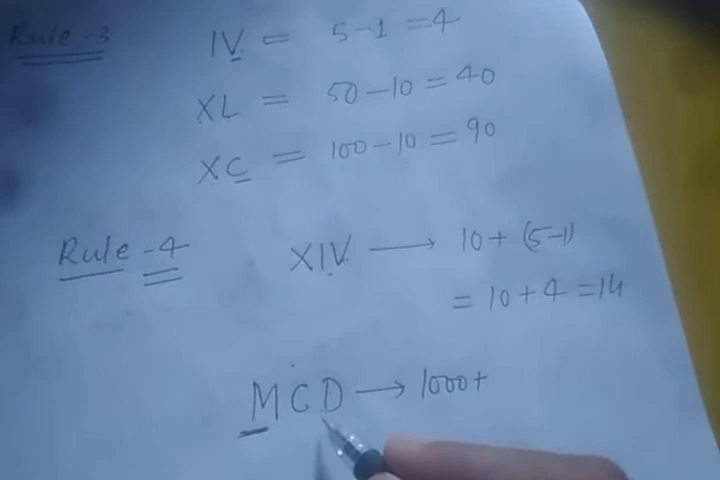 Rule-3 IV = 5-1 = 4
XL = 50-10 = 40
XC = 100-10 = 90
Rule-4 XIV → 10+(5-1)
= 10+4 = 14
MCD → 1000+